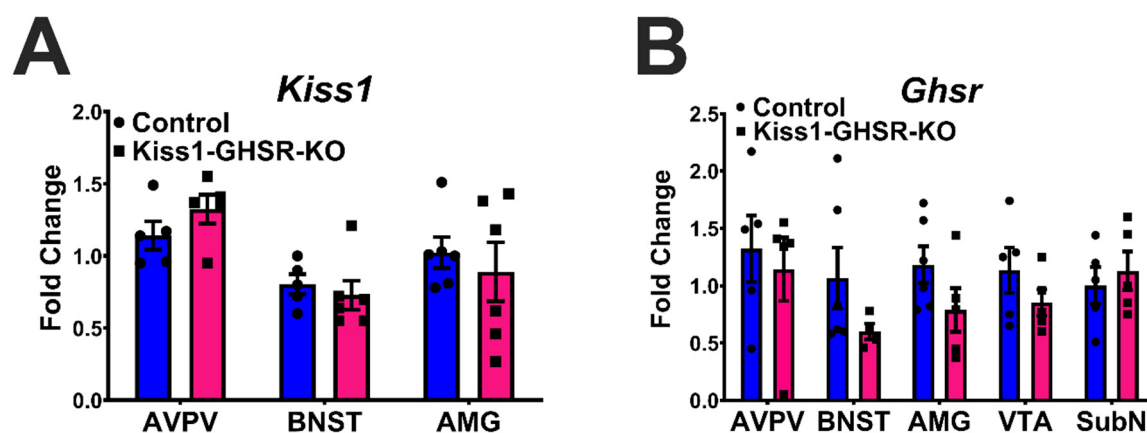 A
Kiss1
Control
Kiss1-GHSR-KO
Fold Change
2.0
1.5
1.0
0.5
0.0
AVPV BNST AMG
B
Ghsr
Control
Kiss1-GHSR-KO
Fold Change
2.5
2.0
1.5
1.0
0.5
0.0
AVPV BNST AMG VTA SubN